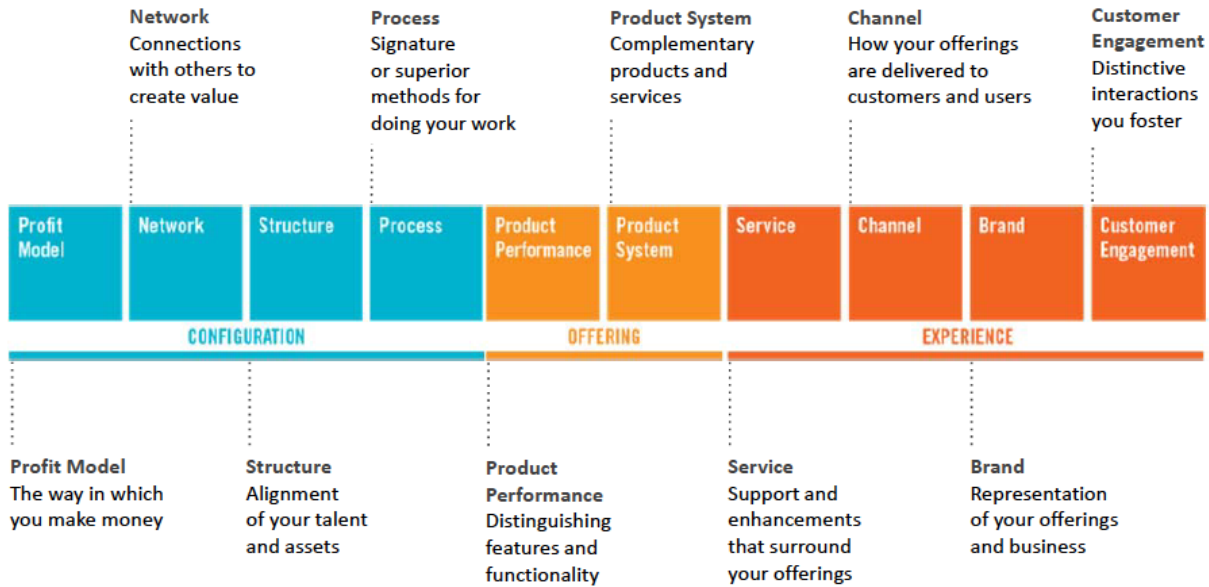 Network
Connections
with others to
create value
Process
Signature
or superior
methods for
doing your work
Product System
Complementary
products and
services
Channel
How your offerings
are delivered to
customers and users
Customer
Engagement
Distinctive
interactions
you foster
Profit
Model
Network
Structure
Process
Product
Performance
Product
System
Service
Channel
Brand
Customer
Engagement
CONFIGURATION
OFFERING
EXPERIENCE
Profit Model
The way in which
you make money
Structure
Alignment
of your talent
and assets
Product
Performance
Distinguishing
features and
functionality
Service
Support and
enhancements
that surround
your offerings
Brand
Representation
of your offerings
and business